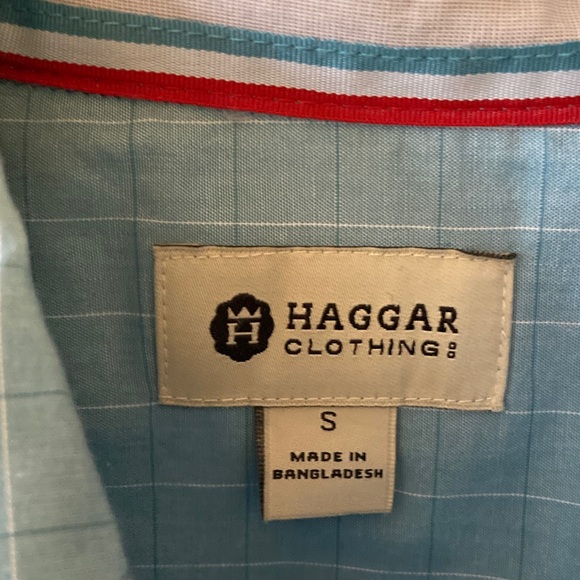 H
HAGGAR
CLOTHING CO
S
MADE IN
BANGLADESH